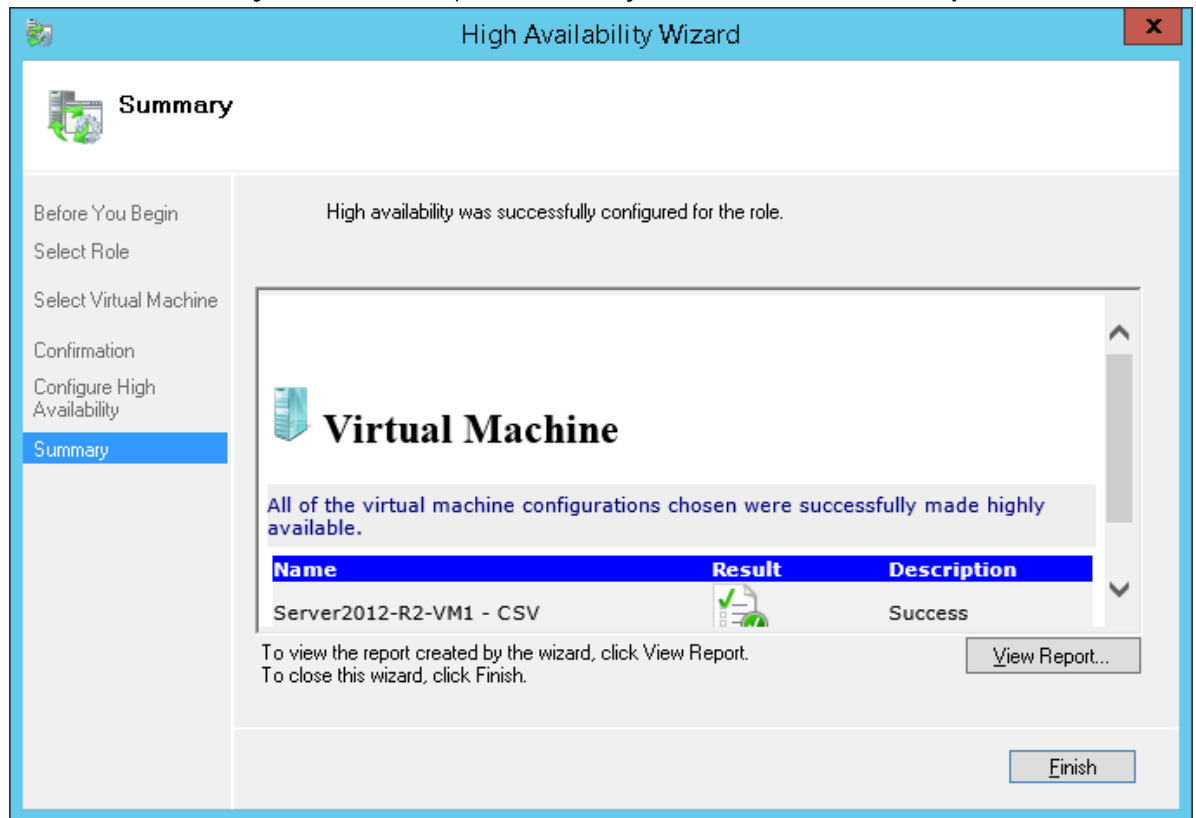 High Availability Wizard
x
Summary
Before You Begin
Select Role
Select Virtual Machine
Confirmation
Configure High
Availability
Summary
High availability was successfully configured for the role.
Virtual Machine
All of the virtual machine configurations chosen were successfully made highly
available.
Name Result Description
Server2012-R2-VM1 - CSV Success
To view the report created by the wizard, click View Report.
To close this wizard, click Finish.
View Report...
Finish